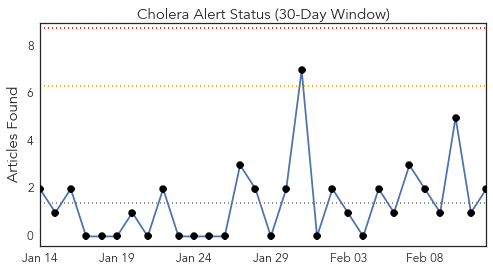 Cholera Alert Status (30-Day Window)
Articles Found
8
6
4
2
0
Jan 14
Jan 19
Jan 24
Jan 29
Feb 03
Feb 08